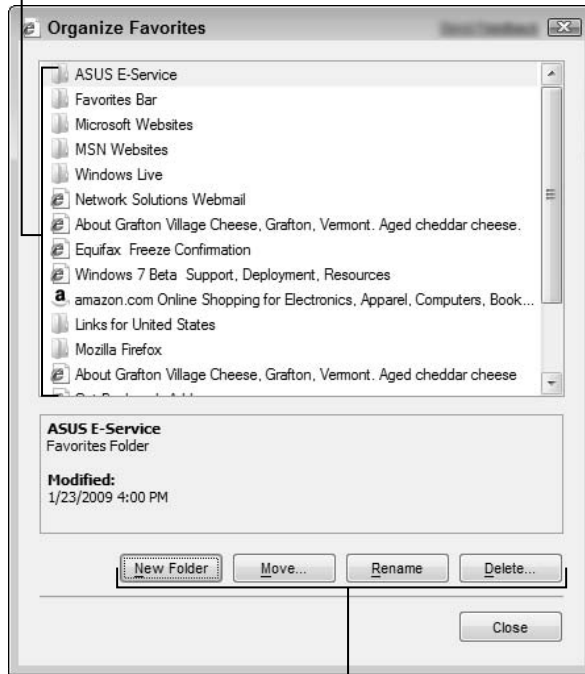 Organize Favorites
ASUS E-Service
Favorites Bar
Microsoft Websites
MSN Websites
Windows Live
Network Solutions Webmail
About Grafton Village Cheese, Grafton, Vermont. Aged cheddar cheese.
Equifax Freeze Confirmation
Windows 7 Beta Support, Deployment, Resources
amazon.com Online Shopping for Electronics, Apparel, Computers, Book...
Links for United States
Mozilla Firefox
About Grafton Village Cheese, Grafton, Vermont. Aged cheddar cheese
ASUS E-Service
Favorites Folder
Modified:
1/23/2009 4:00 PM
New Folder Move... Rename Delete...
Close